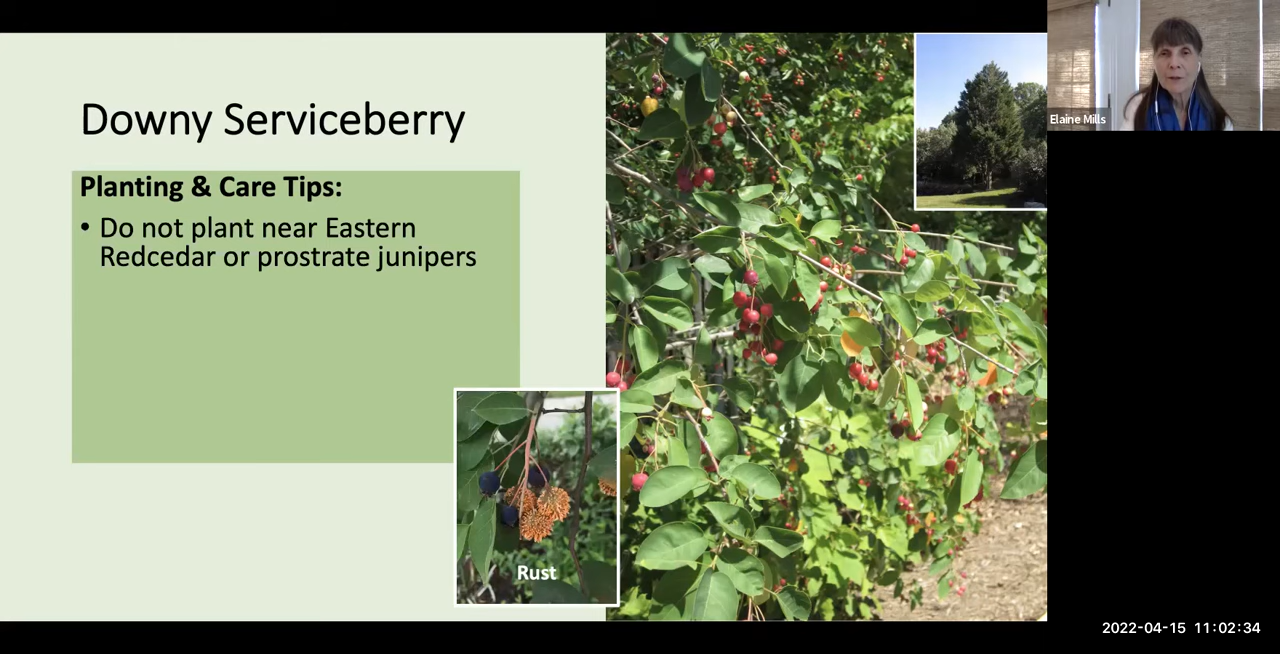 Downy Serviceberry
Planting & Care Tips:
• Do not plant near Eastern
Redcedar or prostrate junipers
Rust
Elaine Mills
2022-04-15 11:02:34